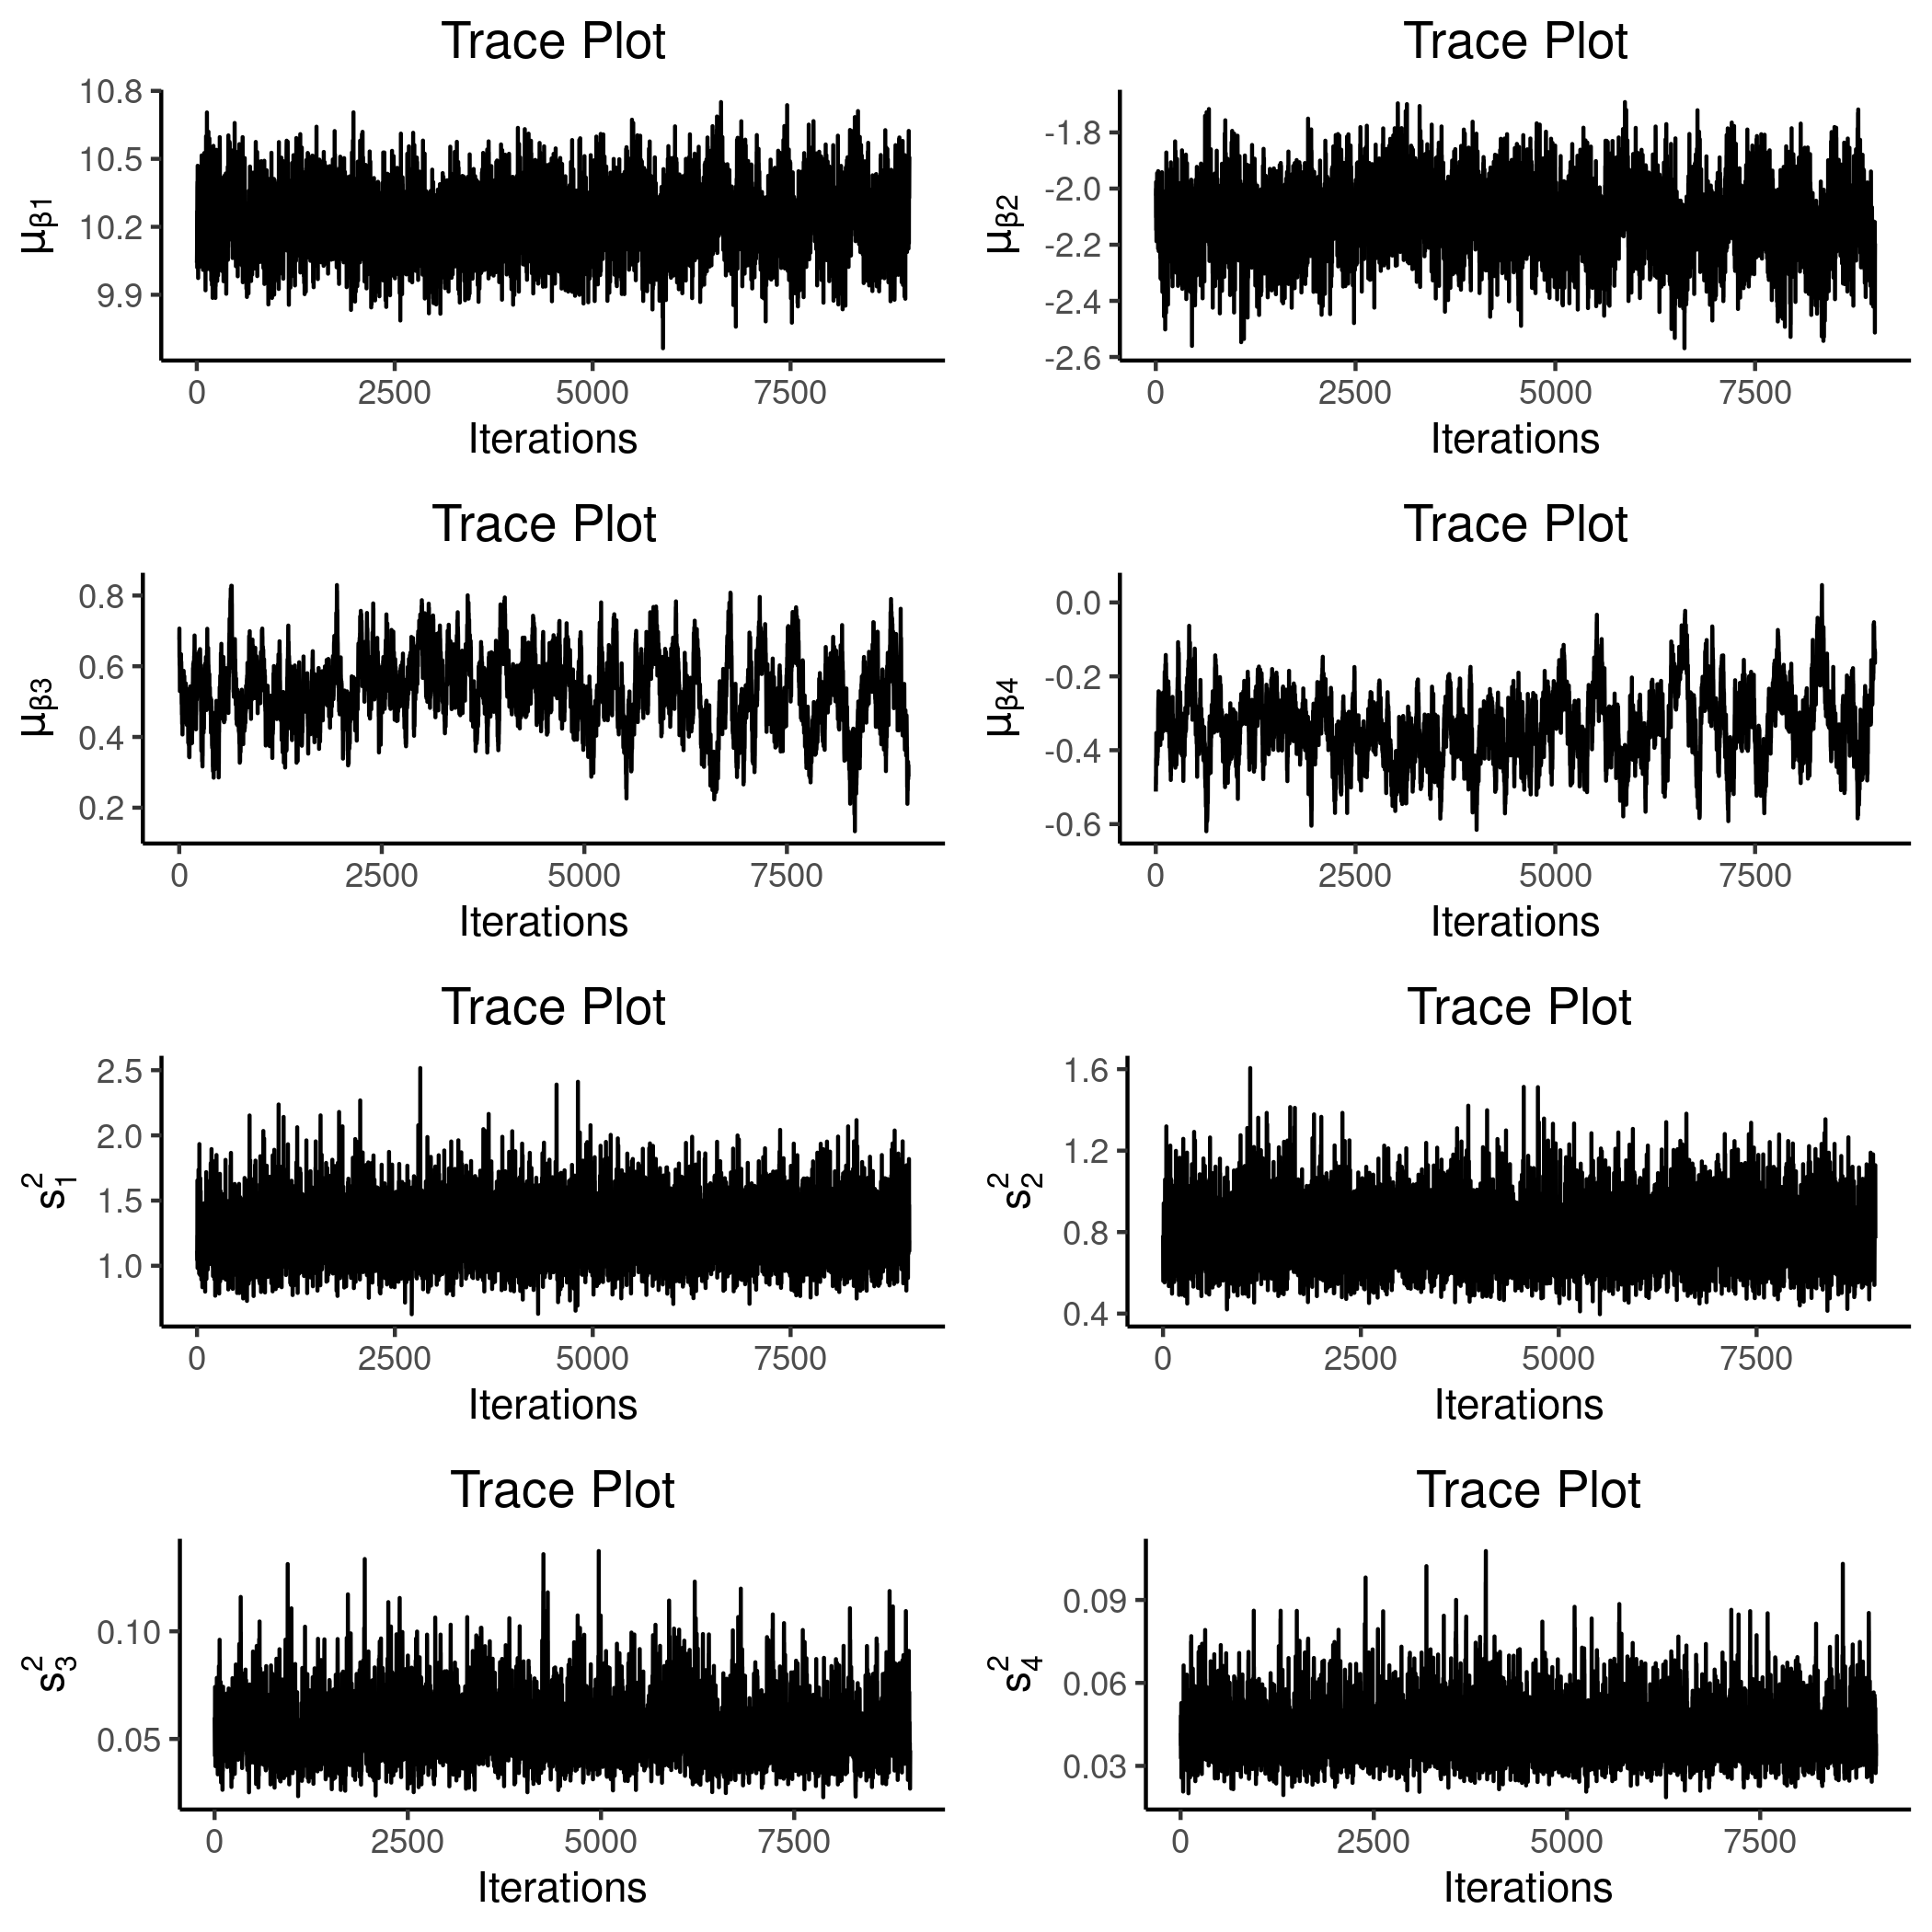 Trace Plot
10.8
10.5
10.2
9.9
μβ1
0 2500 5000 7500
Iterations
Trace Plot
-1.8
-2.0
-2.2
-2.4
-2.6
μβ2
0 2500 5000 7500
Iterations
Trace Plot
0.8
0.6
0.4
0.2
μβ3
0 2500 5000 7500
Iterations
Trace Plot
0.0
-0.2
-0.4
-0.6
μβ4
0 2500 5000 7500
Iterations
Trace Plot
2.5
2.0
1.5
1.0
s₁²
0 2500 5000 7500
Iterations
Trace Plot
1.6
1.2
0.8
0.4
s₂²
0 2500 5000 7500
Iterations
Trace Plot
0.10
0.05
s₃²
0 2500 5000 7500
Iterations
Trace Plot
0.09
0.06
0.03
s₄²
0 2500 5000 7500
Iterations